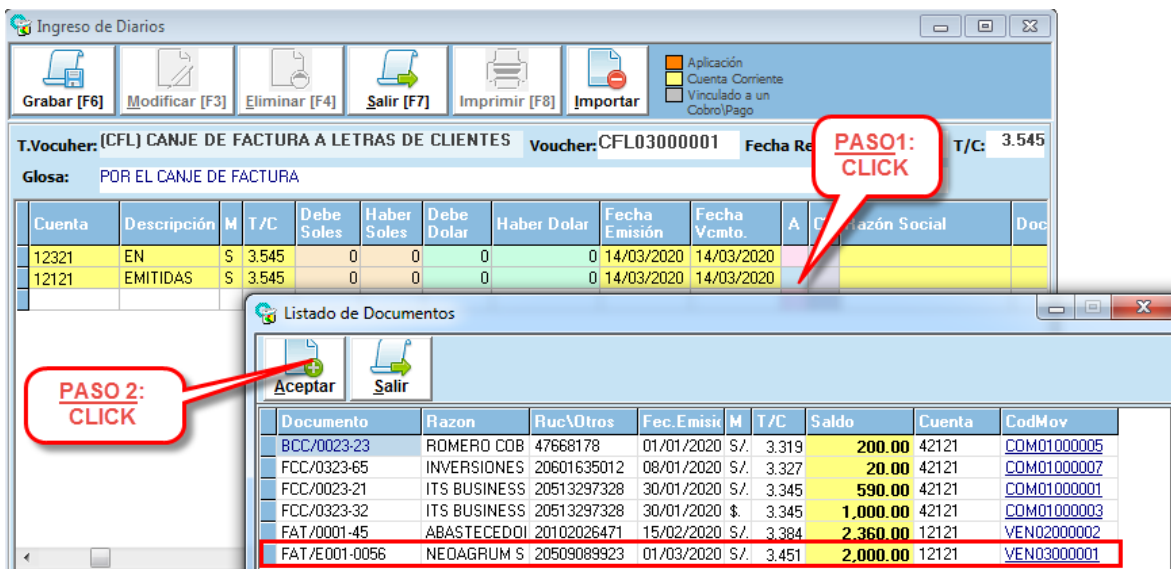 Ingreso de Diarios
Grabar [F6] Modificar [F3] Eliminar [F4] Salir [F7] Imprimir [F8] Importar
Aplicación
Cuenta Corriente
Vinculado a un
Cobro\Pago
T.Vocuher: (CFL) CANJE DE FACTURA A LETRAS DE CLIENTES Voucher: CFL03000001 Fecha Re T/C: 3.545
Glosa: POR EL CANJE DE FACTURA
PASO1:
CLICK
Cuenta Descripción M T/C Debe Soles Haber Soles Debe Dolar Haber Dolar Fecha Emisión Fecha Vcmto. A C azón Social Doc
12321 EN S 3.545 0 0 0 0 14/03/2020 14/03/2020
12121 EMITIDAS S 3.545 0 0 0 0 14/03/2020 14/03/2020
Listado de Documentos
Aceptar Salir
PASO 2:
CLICK
Documento Razon Ruc\Otros Fec.Emisic M T/C Saldo Cuenta CodMov
BCC/0023-23 ROMERO COB 47668178 01/01/2020 S/. 3.319 200.00 42121 COM01000005
FCC/0323-65 INVERSIONES 20601635012 08/01/2020 S/. 3.327 20.00 42121 COM01000007
FCC/0023-21 ITS BUSINESS 20513297328 30/01/2020 S/. 3.345 590.00 42121 COM01000001
FCC/0323-32 ITS BUSINESS 20513297328 30/01/2020 $. 3.345 1,000.00 42121 COM01000003
FAT/0001-45 ABASTECEDOI 20102026471 15/02/2020 S/. 3.384 2,360.00 12121 VEN02000002
FAT/E001-0056 NEOAGRUM S 20509089923 01/03/2020 S/. 3.451 2,000.00 12121 VEN03000001